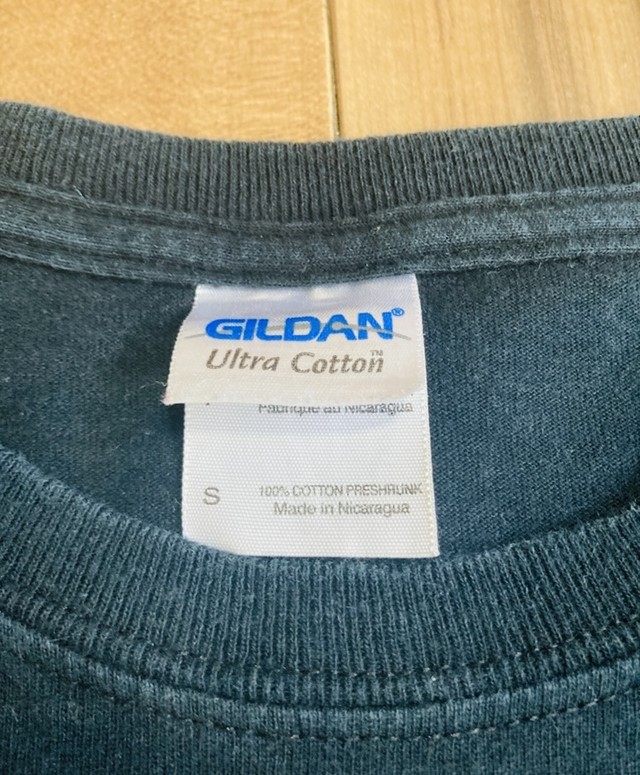 GILDAN®
Ultra Cotton™
Fabriqué au Nicaragua
S 100% COTTON PRESHRUNK
Made in Nicaragua